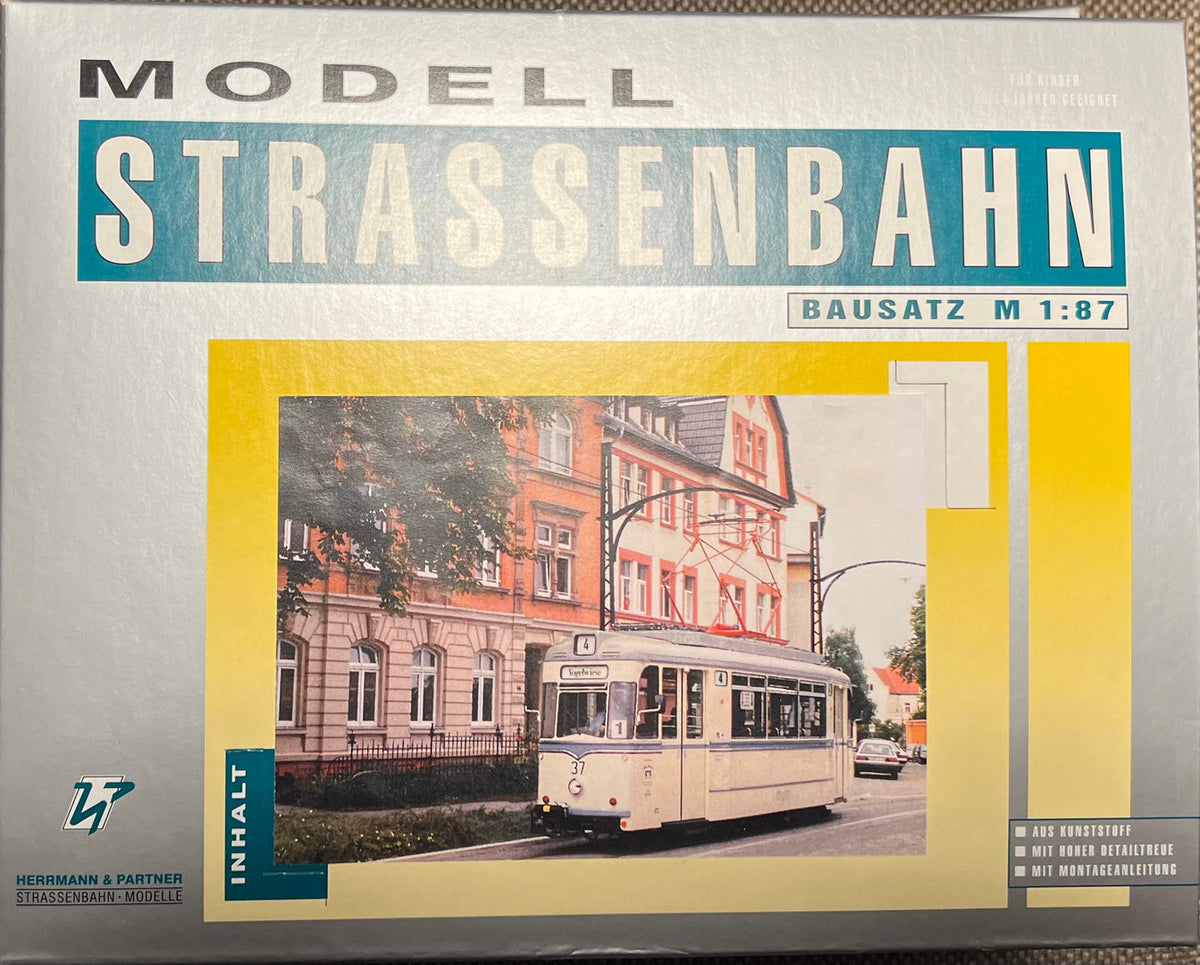 MODELL
FÜR KINDER
JAHREN GEEIGNET
STRASSENBAHN
BAUSATZ M 1:87
4
Vogelwiese
4
1
37
INHALT
HERRMANN & PARTNER
STRASSENBAHN · MODELLE
AUS KUNSTSTOFF
MIT HOHER DETAILTREUE
MIT MONTAGEANLEITUNG